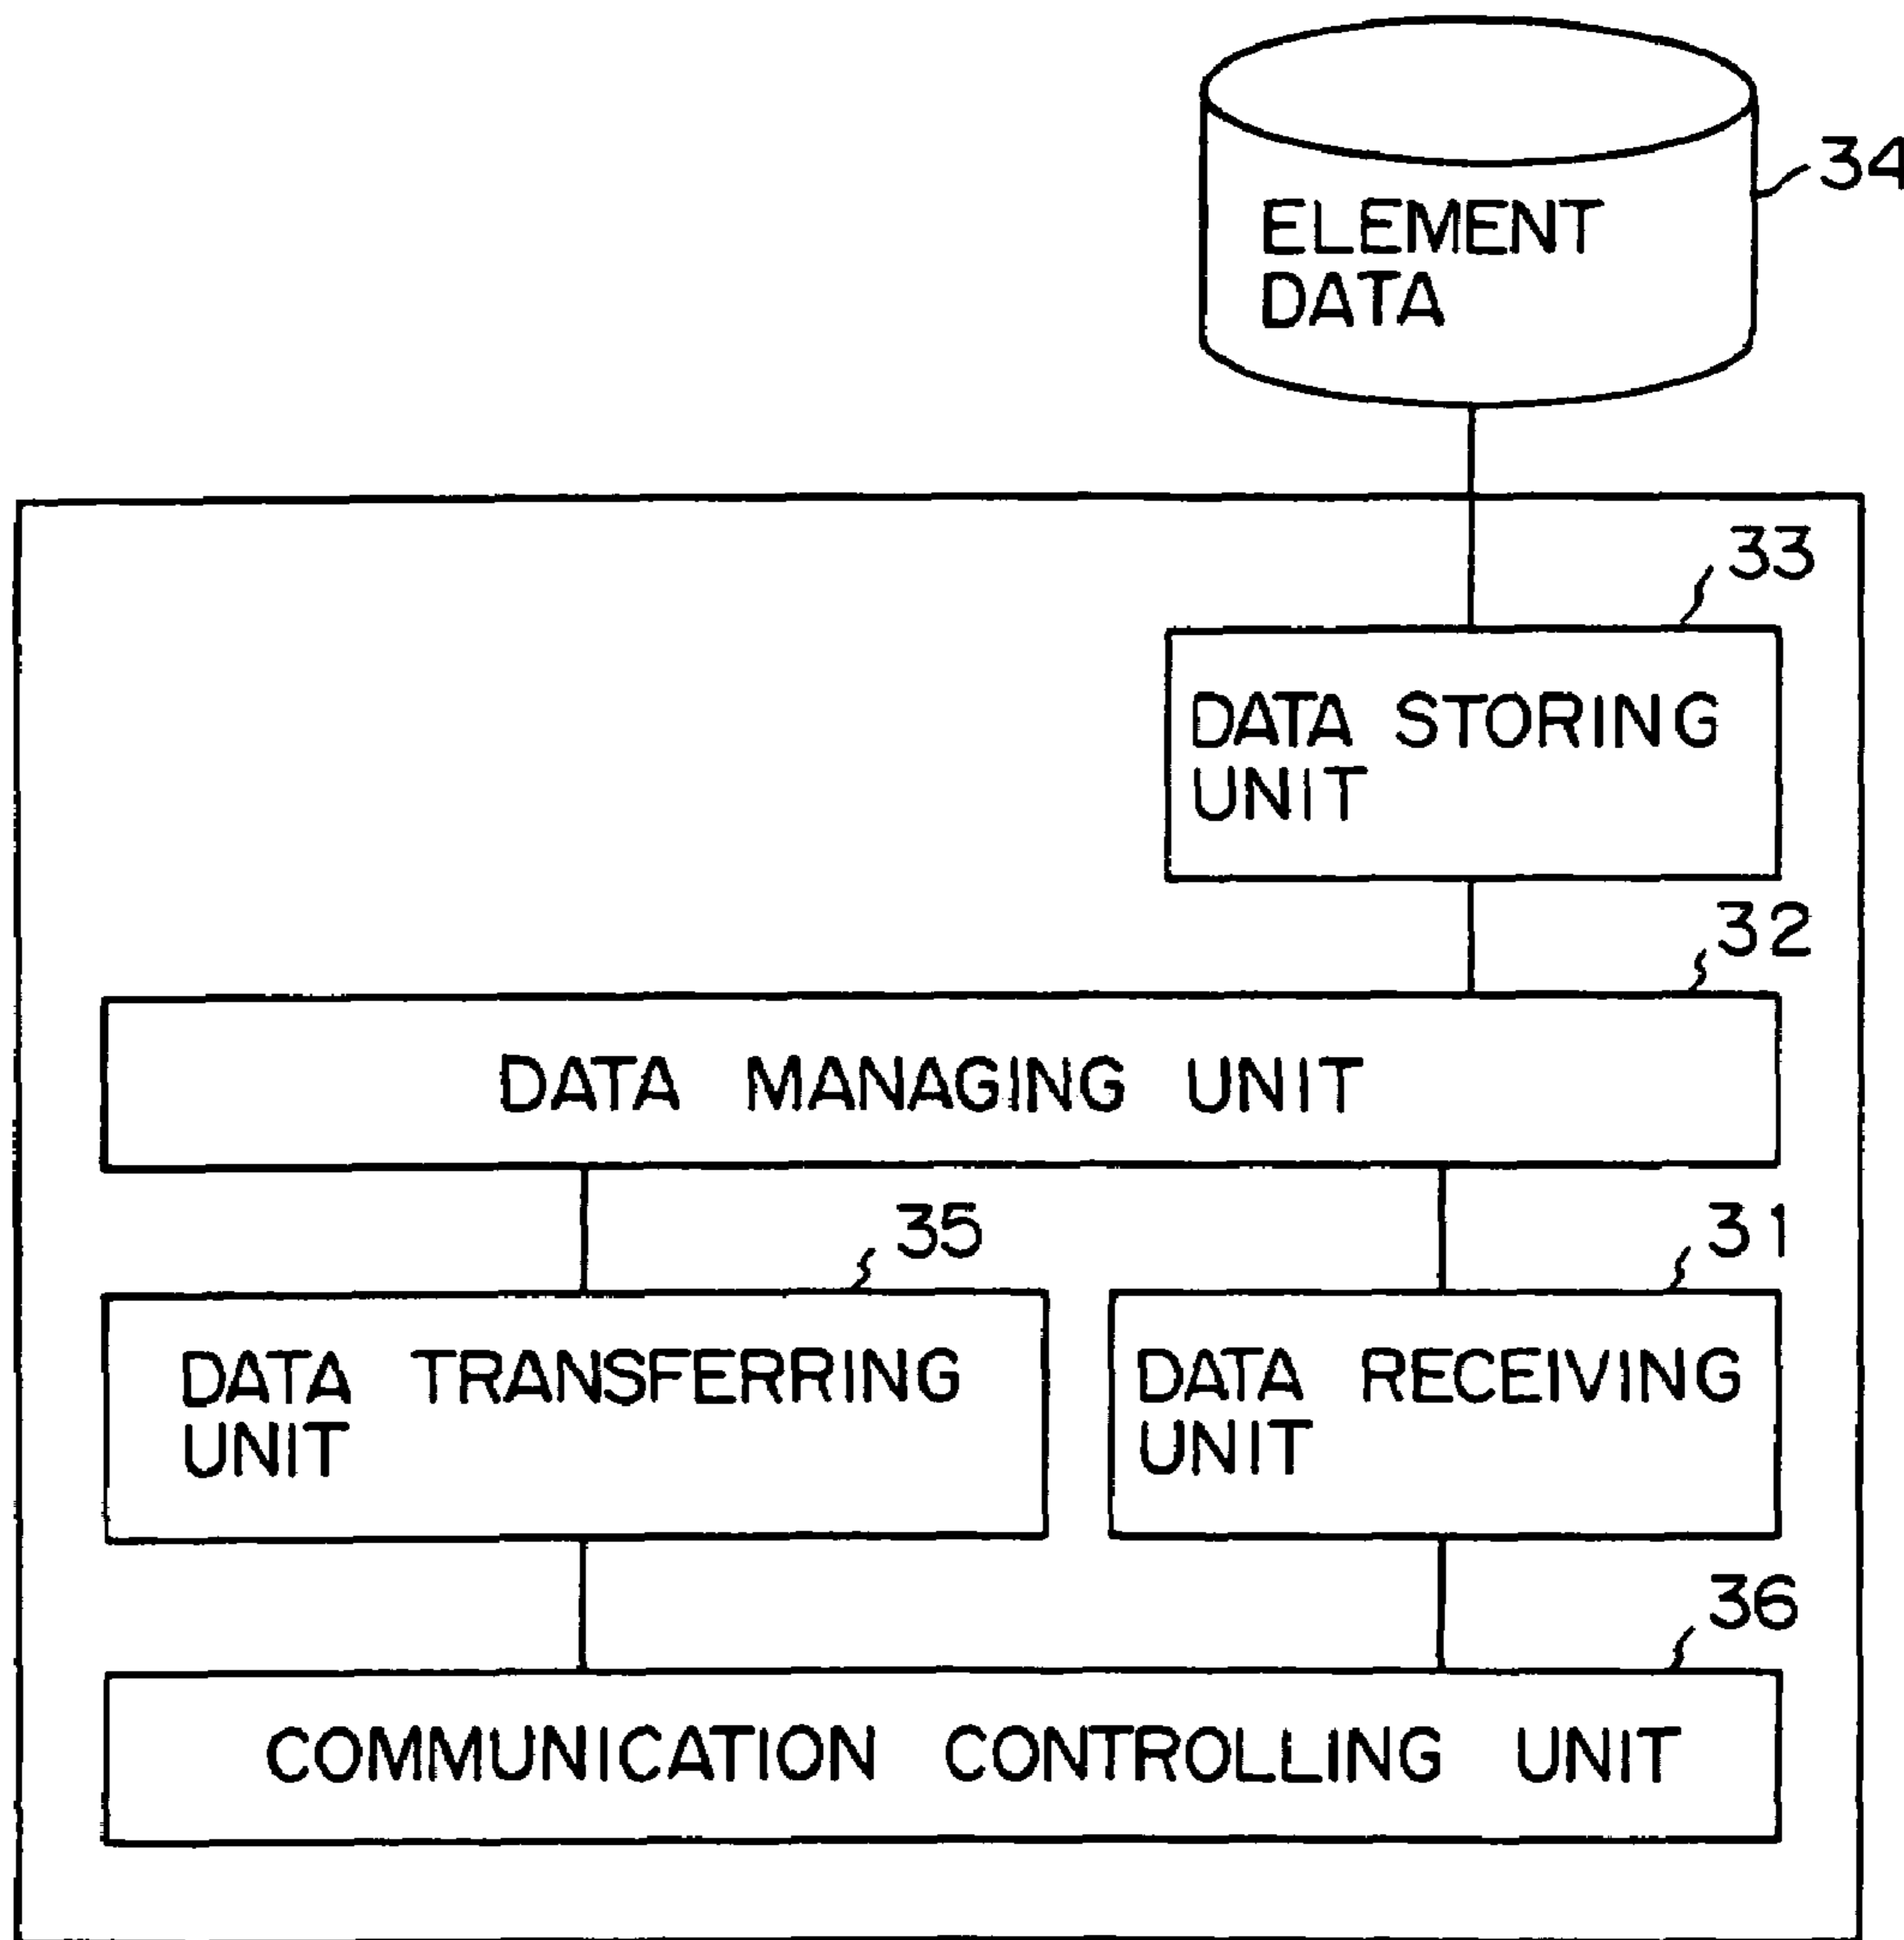 34
ELEMENT
DATA
33
DATA STORING
UNIT
32
DATA MANAGING UNIT
35
31
DATA TRANSFERRING
UNIT
DATA RECEIVING
UNIT
36
COMMUNICATION CONTROLLING UNIT